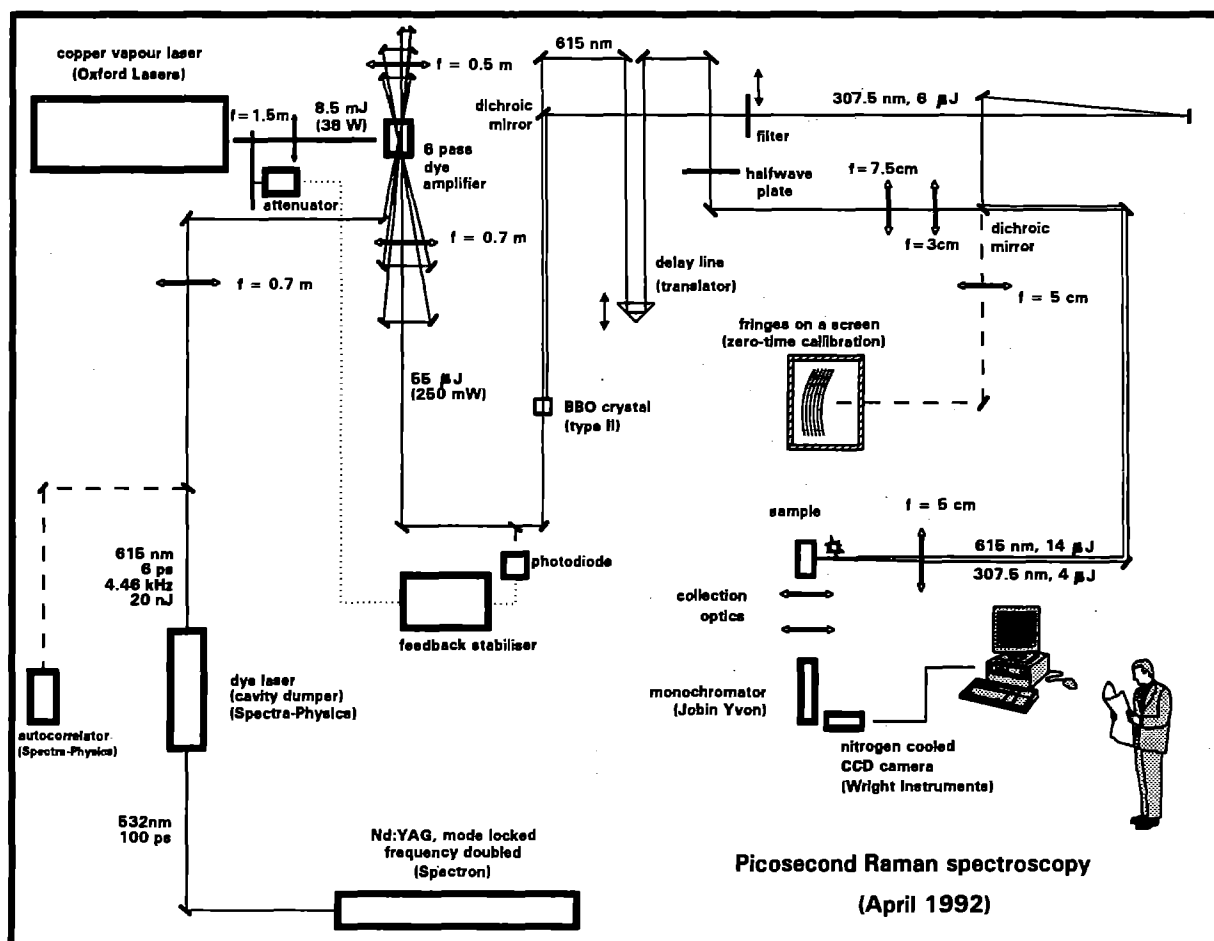 copper vapour laser
(Oxford Lasers)
f=1.5m
8.5 mJ
(38 W)
attenuator
f = 0.5 m
6 pass
dye
amplifier
f = 0.7 m
f = 0.7 m
615 nm
dichroic
mirror
filter
307.5 nm, 6 µJ
halfwave
plate
f=7.5cm
f=3cm
dichroic
mirror
delay line
(translator)
f = 5 cm
fringes on a screen
(zero-time calibration)
55 µJ
(250 mW)
BBO crystal
(type II)
615 nm
6 ps
4.46 kHz
20 nJ
photodiode
feedback stabiliser
sample
f = 5 cm
615 nm, 14 µJ
307.5 nm, 4 µJ
collection
optics
monochromator
(Jobin Yvon)
nitrogen cooled
CCD camera
(Wright Instruments)
dye laser
(cavity dumper)
(Spectra-Physics)
autocorrelator
(Spectra-Physics)
532nm
100 ps
Nd:YAG, mode locked
frequency doubled
(Spectron)
Picosecond Raman spectroscopy
(April 1992)